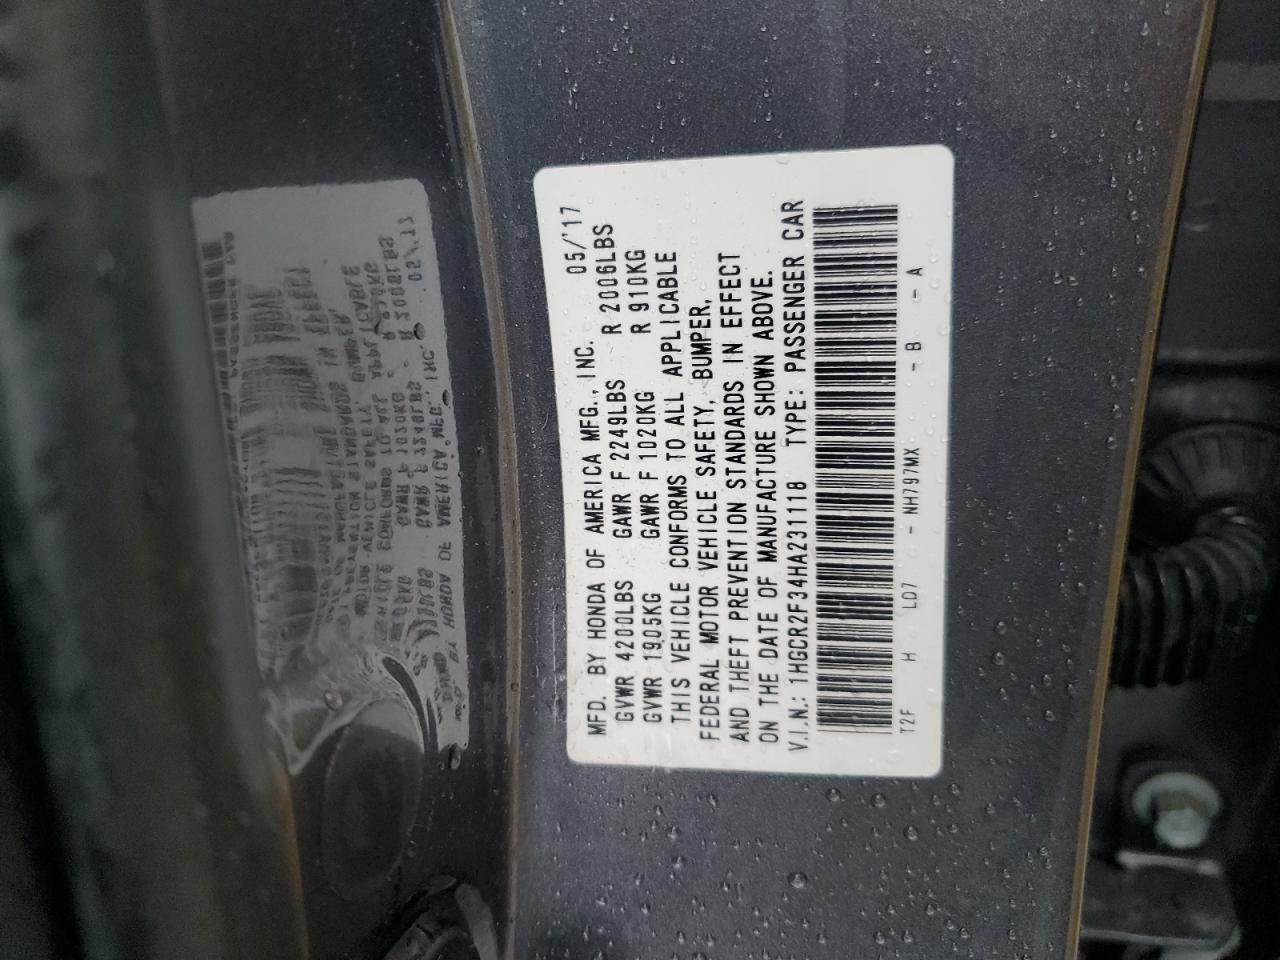 MFD. BY HONDA OF AMERICA MFG., INC. 05/'17
GVWR 4200LBS GAWR F 2249LBS R 2006LBS
GVWR 1905KG GAWR F 1020KG R 910KG
THIS VEHICLE CONFORMS TO ALL APPLICABLE
FEDERAL MOTOR VEHICLE SAFETY, BUMPER,
AND THEFT PREVENTION STANDARDS IN EFFECT
ON THE DATE OF MANUFACTURE SHOWN ABOVE.
V.I.N.: 1HGCR2F34HA231118 TYPE: PASSENGER CAR
T2F H LD7 - NH797MX - B - A